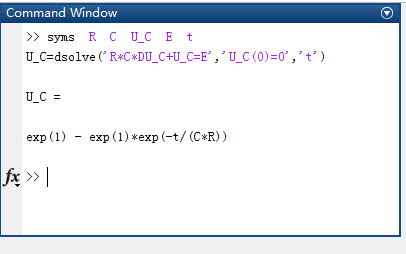 Command Window
>> syms R C U_C E t
U_C=dsolve('R*C*DU_C+U_C=E','U_C(0)=0','t')
U_C =
exp(1) - exp(1)*exp(-t/(C*R))
fx >>